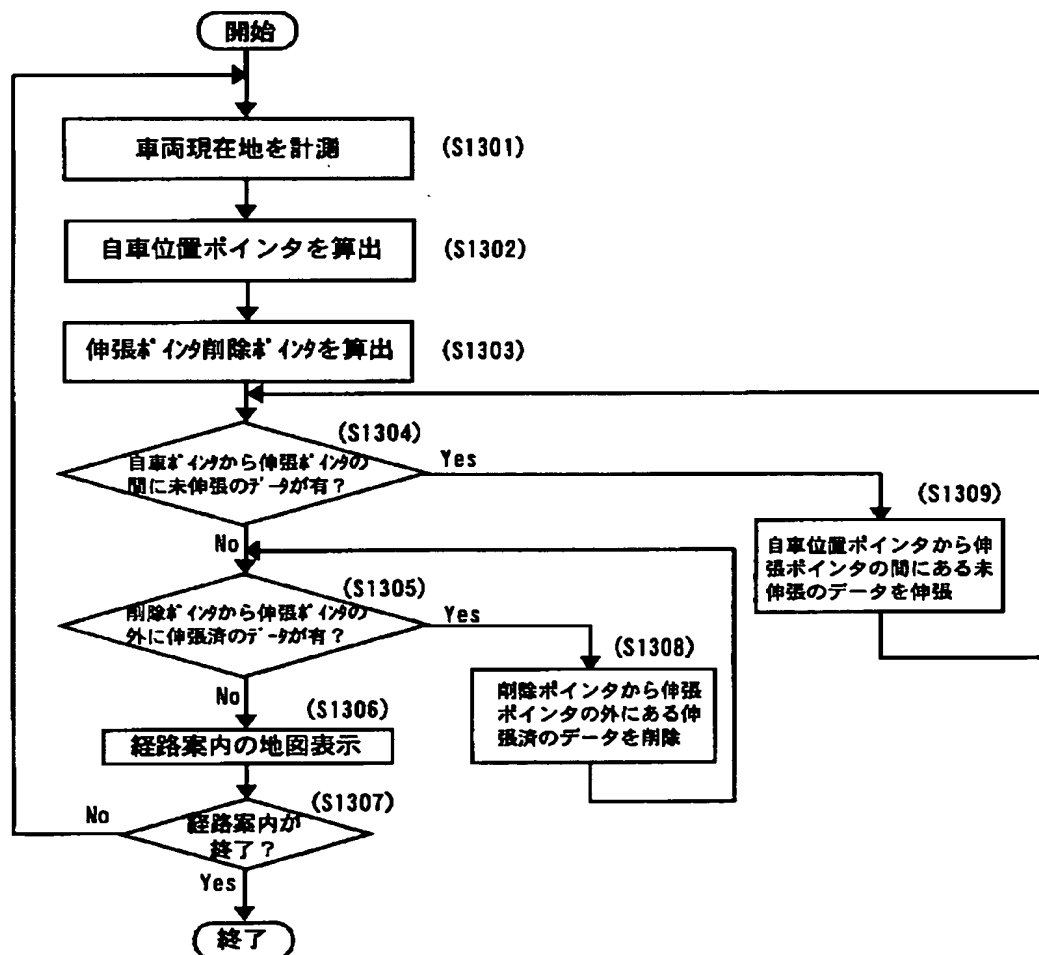 開始
車両現在地を計測
(S1301)
自車位置ポインタを算出
(S1302)
伸張ﾎﾟｲﾝﾀ削除ﾎﾟｲﾝﾀを算出
(S1303)
(S1304)
自車ﾎﾟｲﾝﾀから伸張ﾎﾟｲﾝﾀの
間に未伸張のﾃﾞｰﾀが有？
Yes
No
(S1309)
自車位置ポインタから伸
張ポインタの間にある未
伸張のデータを伸張
(S1305)
削除ﾎﾟｲﾝﾀから伸張ﾎﾟｲﾝﾀの
外に伸張済のﾃﾞｰﾀが有？
Yes
No
(S1308)
削除ポインタから伸張
ポインタの外にある伸
張済のデータを削除
(S1306)
経路案内の地図表示
(S1307)
経路案内が
終了？
No
Yes
終了